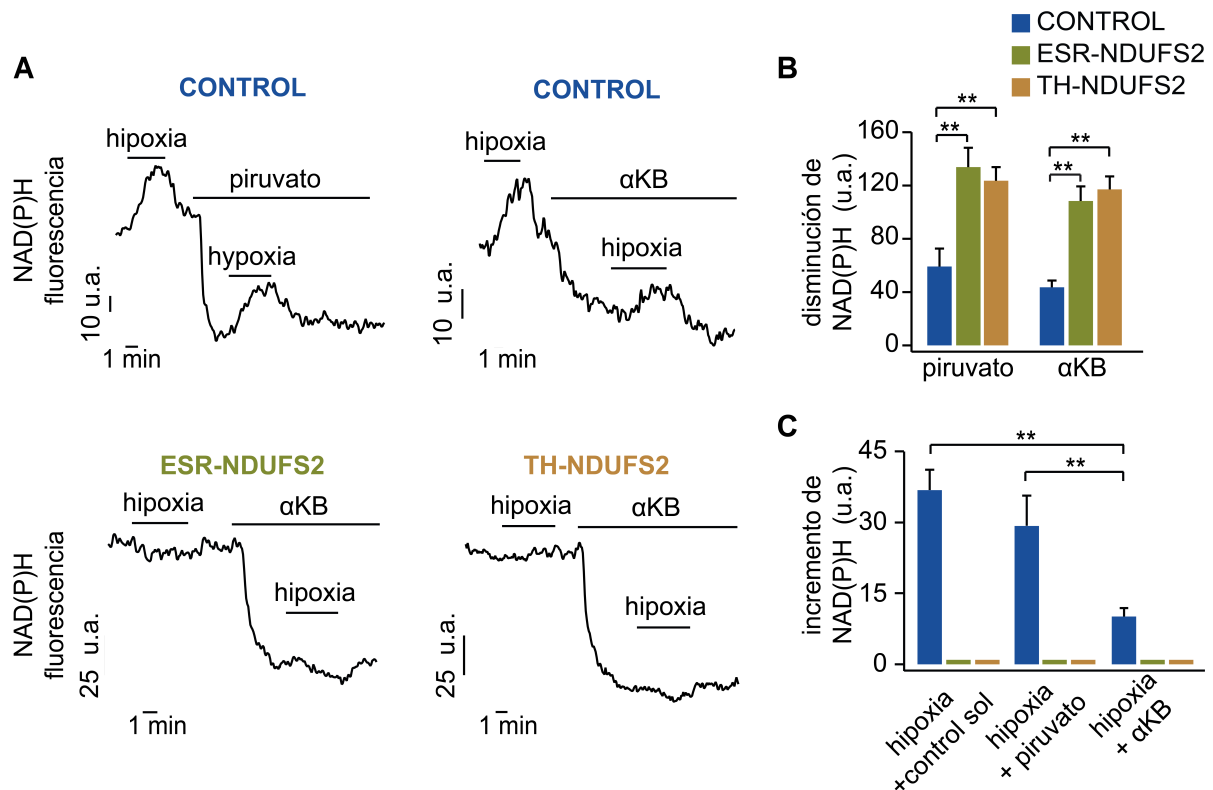 CONTROL
ESR-NDUFS2
TH-NDUFS2
A
CONTROL
hipoxia
piruvato
hypoxia
NAD(P)H
fluorescencia
10 u.a.
1 min
CONTROL
hipoxia
αKB
hipoxia
10 u.a.
1 min
ESR-NDUFS2
hipoxia
αKB
hipoxia
NAD(P)H
fluorescencia
25 u.a.
1 min
TH-NDUFS2
hipoxia
αKB
hipoxia
25 u.a.
1 min
B
disminución de
NAD(P)H (u.a.)
160
120
80
40
0
**
**
**
**
piruvato
αKB
C
incremento de
NAD(P)H (u.a.)
45
30
15
0
**
**
hipoxia
+control sol
hipoxia
+ piruvato
hipoxia
+ αKB